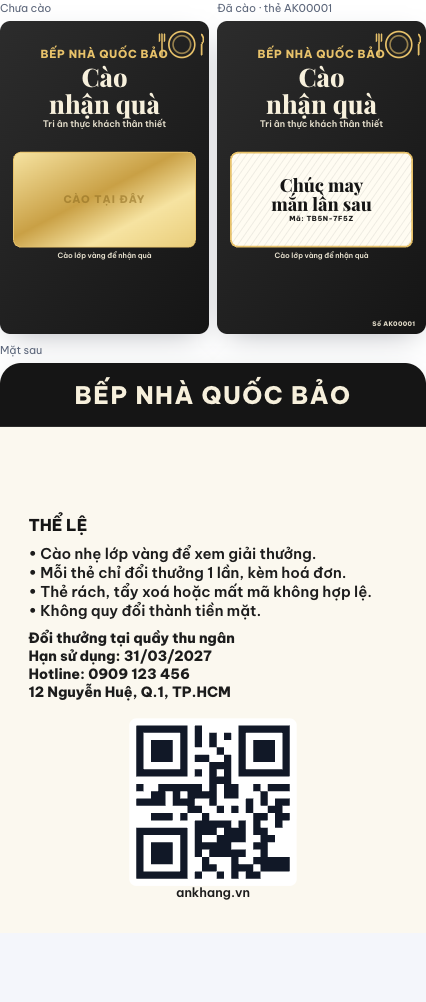 Chưa cào
BẾP NHÀ QUỐC BẢO
Cào
nhận quà
Tri ân thực khách thân thiết
CÀO TẠI ĐÂY
Cào lớp vàng để nhận quà
Đã cào · thẻ AK00001
BẾP NHÀ QUỐC BẢO
Cào
nhận quà
Tri ân thực khách thân thiết
Chúc may
mắn lần sau
Mã: TB5N-7F5Z
Cào lớp vàng để nhận quà
Số AK00001
Mặt sau
BẾP NHÀ QUỐC BẢO
THỂ LỆ
• Cào nhẹ lớp vàng để xem giải thưởng.
• Mỗi thẻ chỉ đổi thưởng 1 lần, kèm hoá đơn.
• Thẻ rách, tẩy xoá hoặc mất mã không hợp lệ.
• Không quy đổi thành tiền mặt.
Đổi thưởng tại quầy thu ngân
Hạn sử dụng: 31/03/2027
Hotline: 0909 123 456
12 Nguyễn Huệ, Q.1, TP.HCM
ankhang.vn